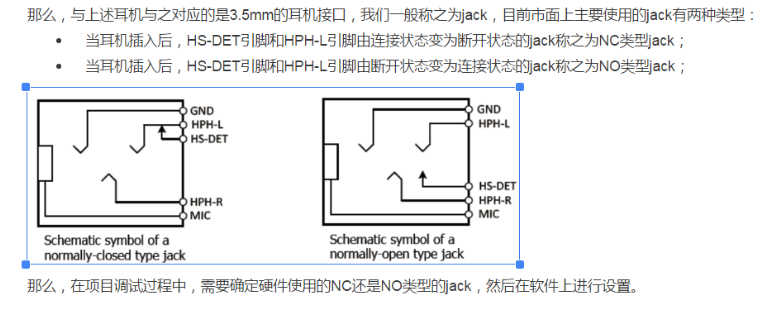 那么，与上述耳机与之对应的是3.5mm的耳机接口，我们一般称之为jack，目前市面上主要使用的jack有两种类型：
• 当耳机插入后，HS-DET引脚和HPH-L引脚由连接状态变为断开状态的jack称之为NC类型jack；
• 当耳机插入后，HS-DET引脚和HPH-L引脚由断开状态变为连接状态的jack称之为NO类型jack；
GND
HPH-L
HS-DET
HPH-R
MIC
Schematic symbol of a
normally-closed type jack
GND
HPH-L
HS-DET
HPH-R
MIC
Schematic symbol of a
normally-open type jack
那么，在项目调试过程中，需要确定硬件使用的NC还是NO类型的jack，然后在软件上进行设置。